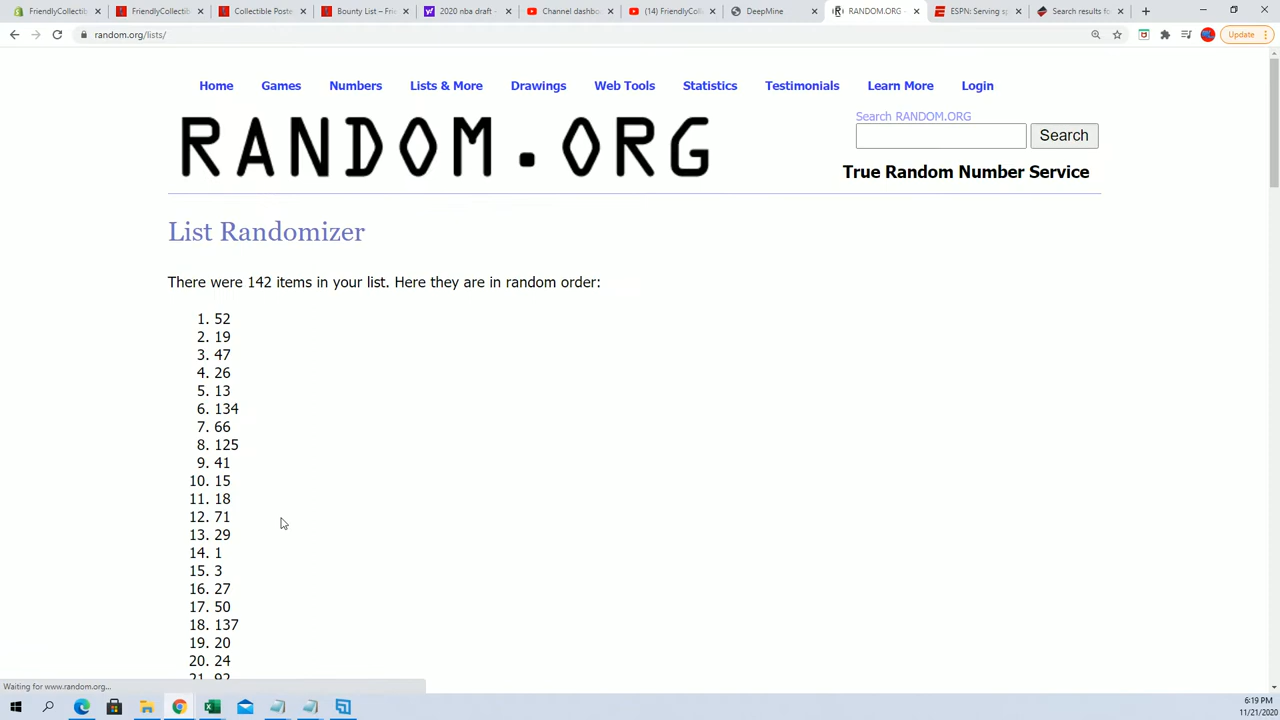 FriendlyCollectib
FriendlyCollectib
Collectible Poste
Bounty List – Frie
2020 nba draft -
Channel dashbo
(14) FriendlyColle
DeepMine
RANDOM.ORG -
ESPN: Serving sp
Search results fo
random.org/lists/
Update
Home Games Numbers Lists & More Drawings Web Tools Statistics Testimonials Learn More Login
RANDOM.ORG
Search RANDOM.ORG
Search
True Random Number Service
List Randomizer
There were 142 items in your list. Here they are in random order:
1. 52
2. 19
3. 47
4. 26
5. 13
6. 134
7. 66
8. 125
9. 41
10. 15
11. 18
12. 71
13. 29
14. 1
15. 3
16. 27
17. 50
18. 137
19. 20
20. 24
21. 92
Waiting for www.random.org...
6:19 PM
11/21/2020